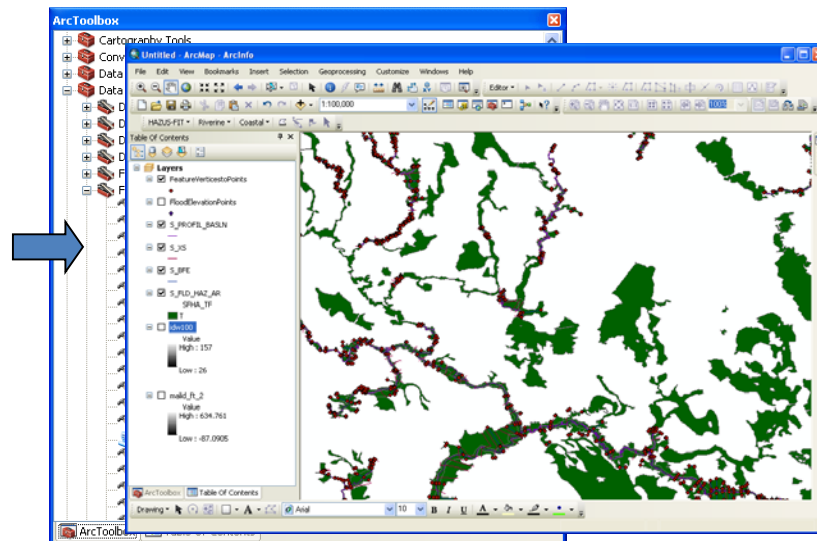 ArcToolbox
Cartography Tools
Conv
Data
Data
D
D
D
D
F
F
Untitled - ArcMap - ArcInfo
File Edit View Bookmarks Insert Selection Geoprocessing Customize Windows Help
Editor
1:100,000
100%
HAZUS-FIT Riverine Coastal
Table Of Contents
Layers
FeatureVerticestoPoints
FloodElevationPoints
S_PROFIL_BASLN
S_XS
S_BFE
S_FLD_HAZ_AR
SFHA_TF
T
idw100
Value
High : 157
Low : 26
Value
High : 634.761
Low : -87.0905
ArcToolbox Table Of Contents
Drawing Arial 10 B I U A
ArcToolbox